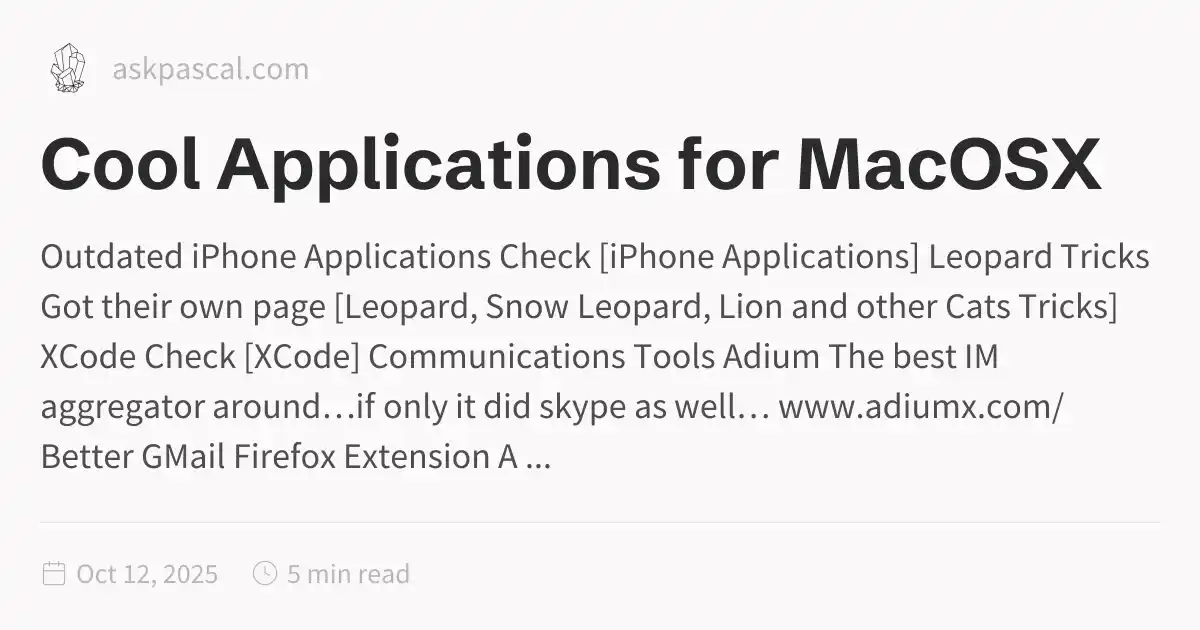 askpascal.com
Cool Applications for MacOSX
Outdated iPhone Applications Check [iPhone Applications] Leopard Tricks
Got their own page [Leopard, Snow Leopard, Lion and other Cats Tricks]
XCode Check [XCode] Communications Tools Adium The best IM
aggregator around…if only it did skype as well… www.adiumx.com/
Better GMail Firefox Extension A ...
Oct 12, 2025 5 min read